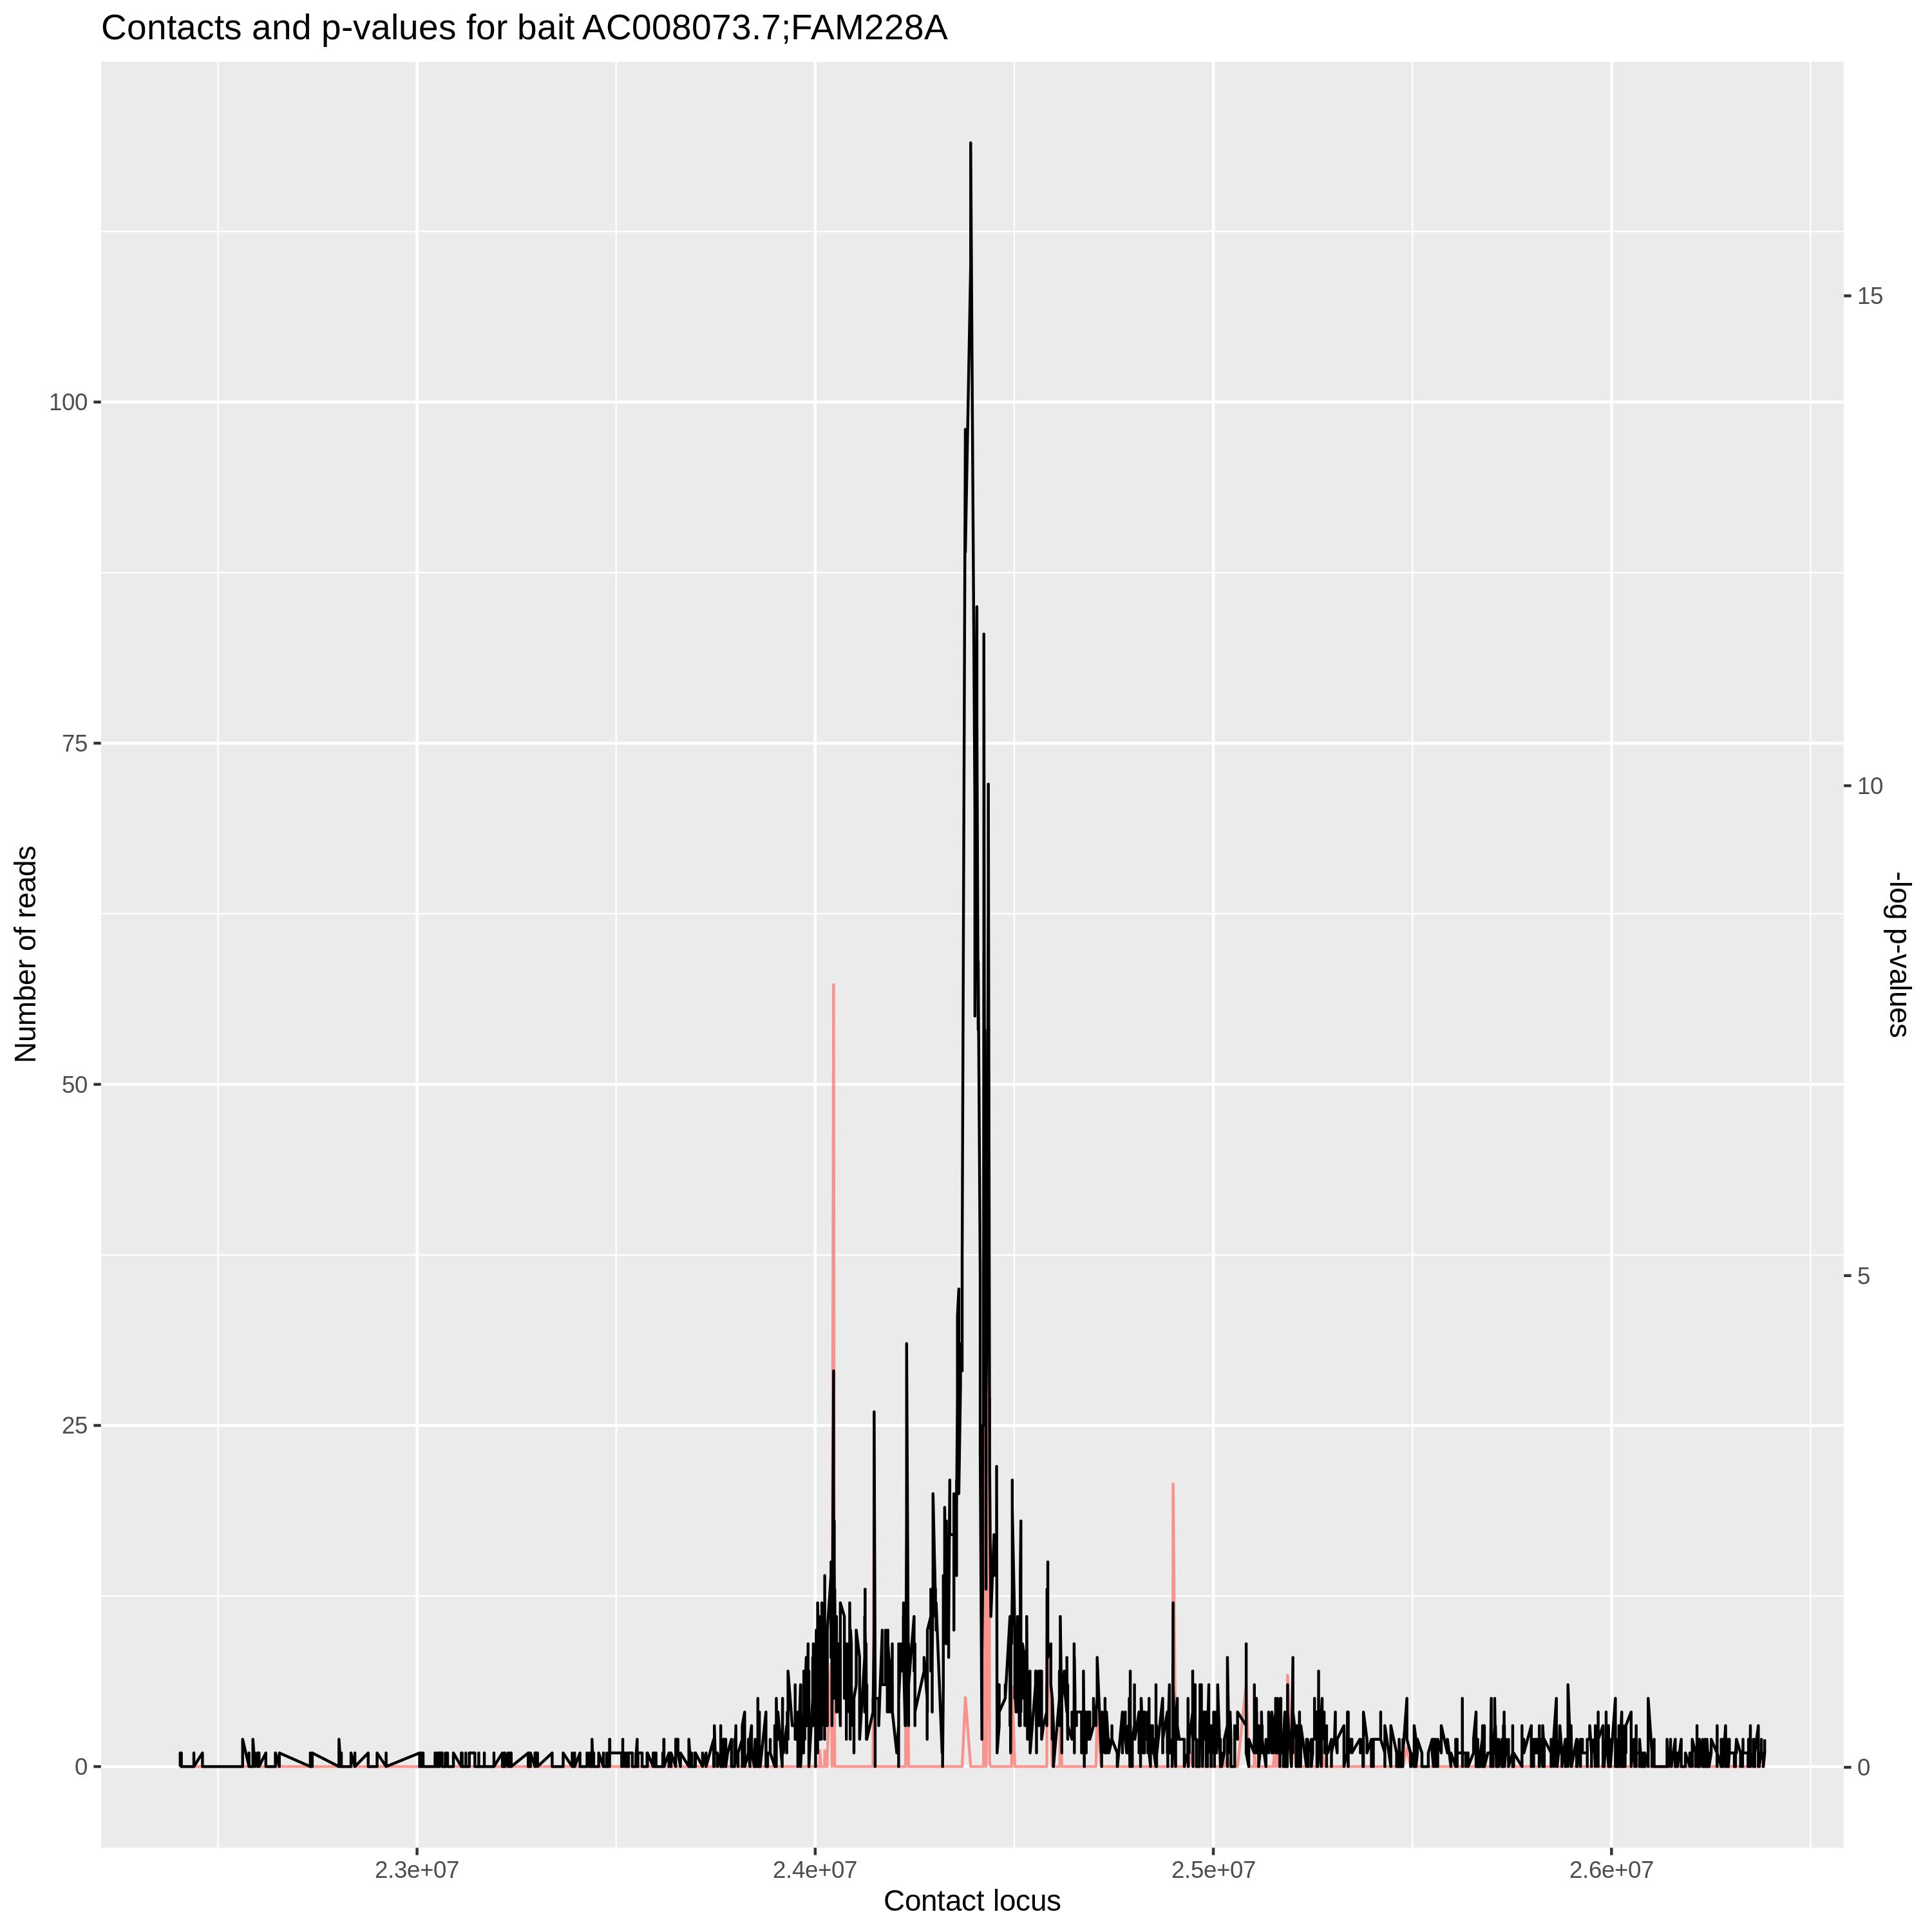 Contacts and p-values for bait AC008073.7;FAM228A
Number of reads
100
75
50
25
0
15
10
5
0
-log p-values
2.3e+07
2.4e+07
2.5e+07
2.6e+07
Contact locus